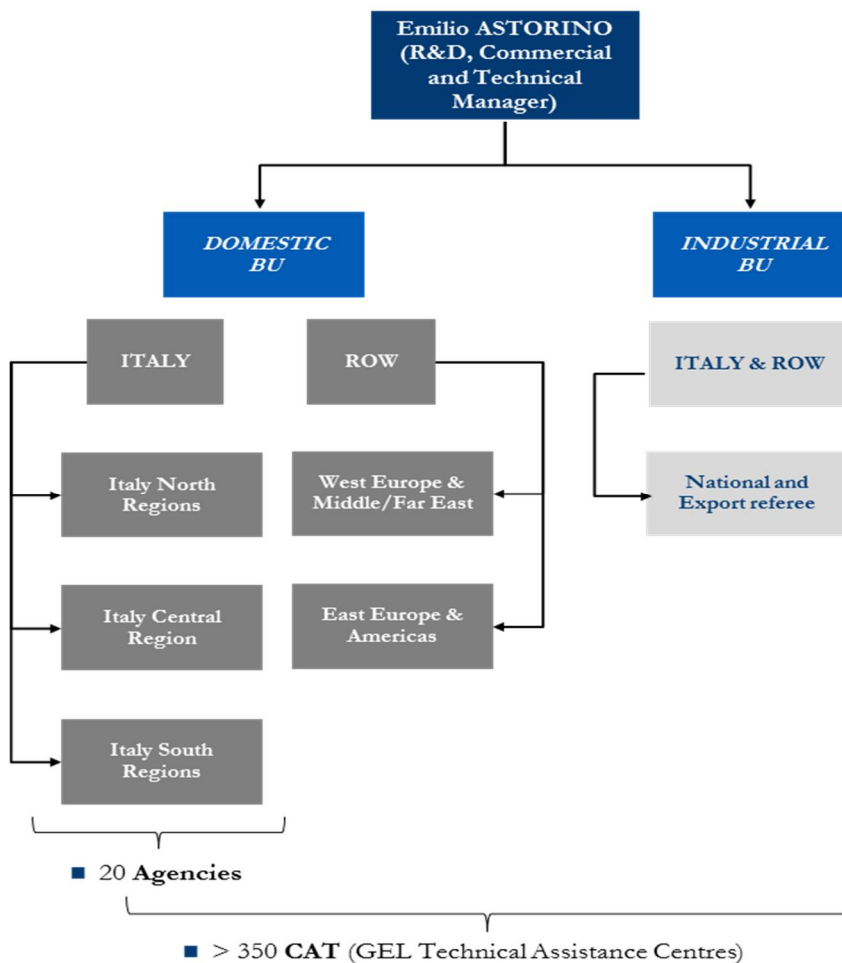 Emilio ASTORINO
(R&D, Commercial
and Technical
Manager)
DOMESTIC
BU
INDUSTRIAL
BU
ITALY
ROW
ITALY & ROW
Italy North
Regions
West Europe &
Middle/Far East
National and
Export referee
Italy Central
Region
East Europe &
Americas
Italy South
Regions
■ 20 Agencies
■ > 350 CAT (GEL Technical Assistance Centres)